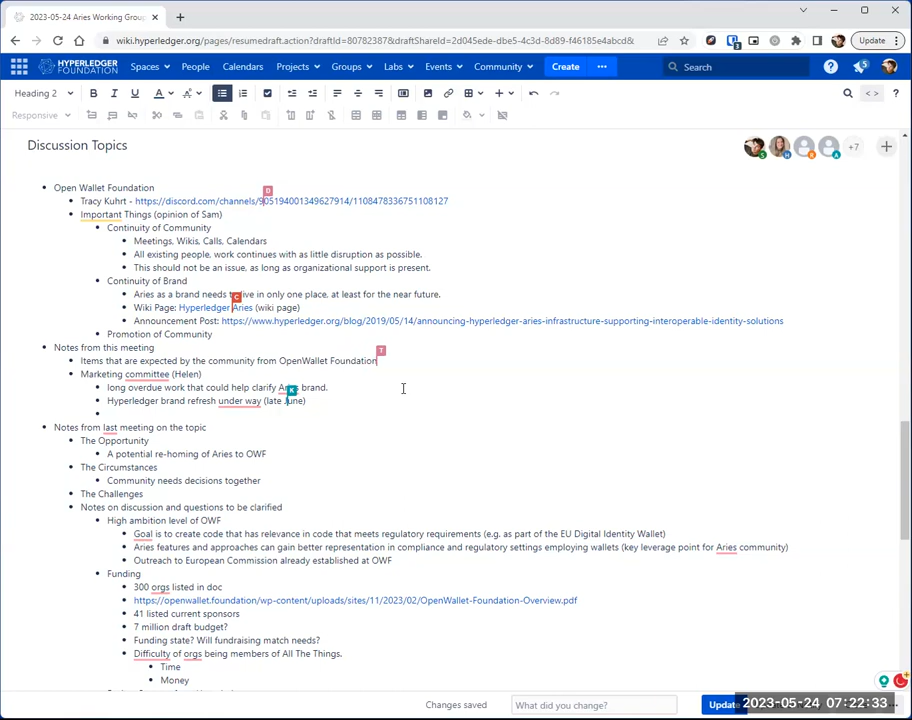 2023-05-24 Aries Working Group
wiki.hyperledger.org/pages/resumedraft.action?draftId=80782387&draftShareId=2d045ede-dbe5-4c3d-8d89-f46185e4abcd&
Update
HYPERLEDGER FOUNDATION
Spaces People Calendars Projects Groups Labs Events Community Create Search
Heading 2
Responsive
Discussion Topics
+7
Open Wallet Foundation
Tracy Kuhrt - https://discord.com/channels/905194001349627914/1108478336751108127
Important Things (opinion of Sam)
Continuity of Community
Meetings, Wikis, Calls, Calendars
All existing people, work continues with as little disruption as possible.
This should not be an issue, as long as organizational support is present.
Continuity of Brand
Aries as a brand needs to live in only one place, at least for the near future.
Wiki Page: Hyperledger Aries (wiki page)
Announcement Post: https://www.hyperledger.org/blog/2019/05/14/announcing-hyperledger-aries-infrastructure-supporting-interoperable-identity-solutions
Promotion of Community
Notes from this meeting
Items that are expected by the community from OpenWallet Foundation
Marketing committee (Helen)
long overdue work that could help clarify Aries brand.
Hyperledger brand refresh under way (late June)
Notes from last meeting on the topic
The Opportunity
A potential re-homing of Aries to OWF
The Circumstances
Community needs decisions together
The Challenges
Notes on discussion and questions to be clarified
High ambition level of OWF
Goal is to create code that has relevance in code that meets regulatory requirements (e.g. as part of the EU Digital Identity Wallet)
Aries features and approaches can gain better representation in compliance and regulatory settings employing wallets (key leverage point for Aries community)
Outreach to European Commission already established at OWF
Funding
300 orgs listed in doc
https://openwallet.foundation/wp-content/uploads/sites/11/2023/02/OpenWallet-Foundation-Overview.pdf
41 listed current sponsors
7 million draft budget?
Funding state? Will fundraising match needs?
Difficulty of orgs being members of All The Things.
Time
Money
Changes saved
What did you change?
Update
2023-05-24 07:22:33